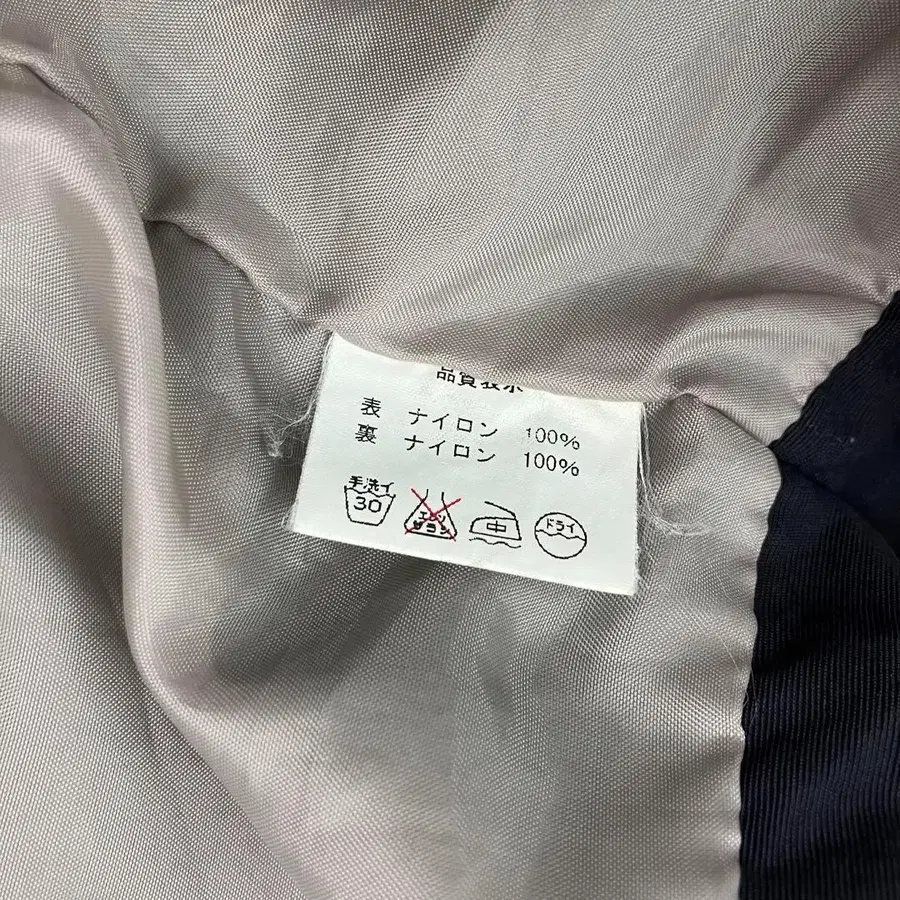 品質表示
表 ナイロン 100%
裏 ナイロン 100%
手洗イ
30
エンソ
サラシ
中
ドライ